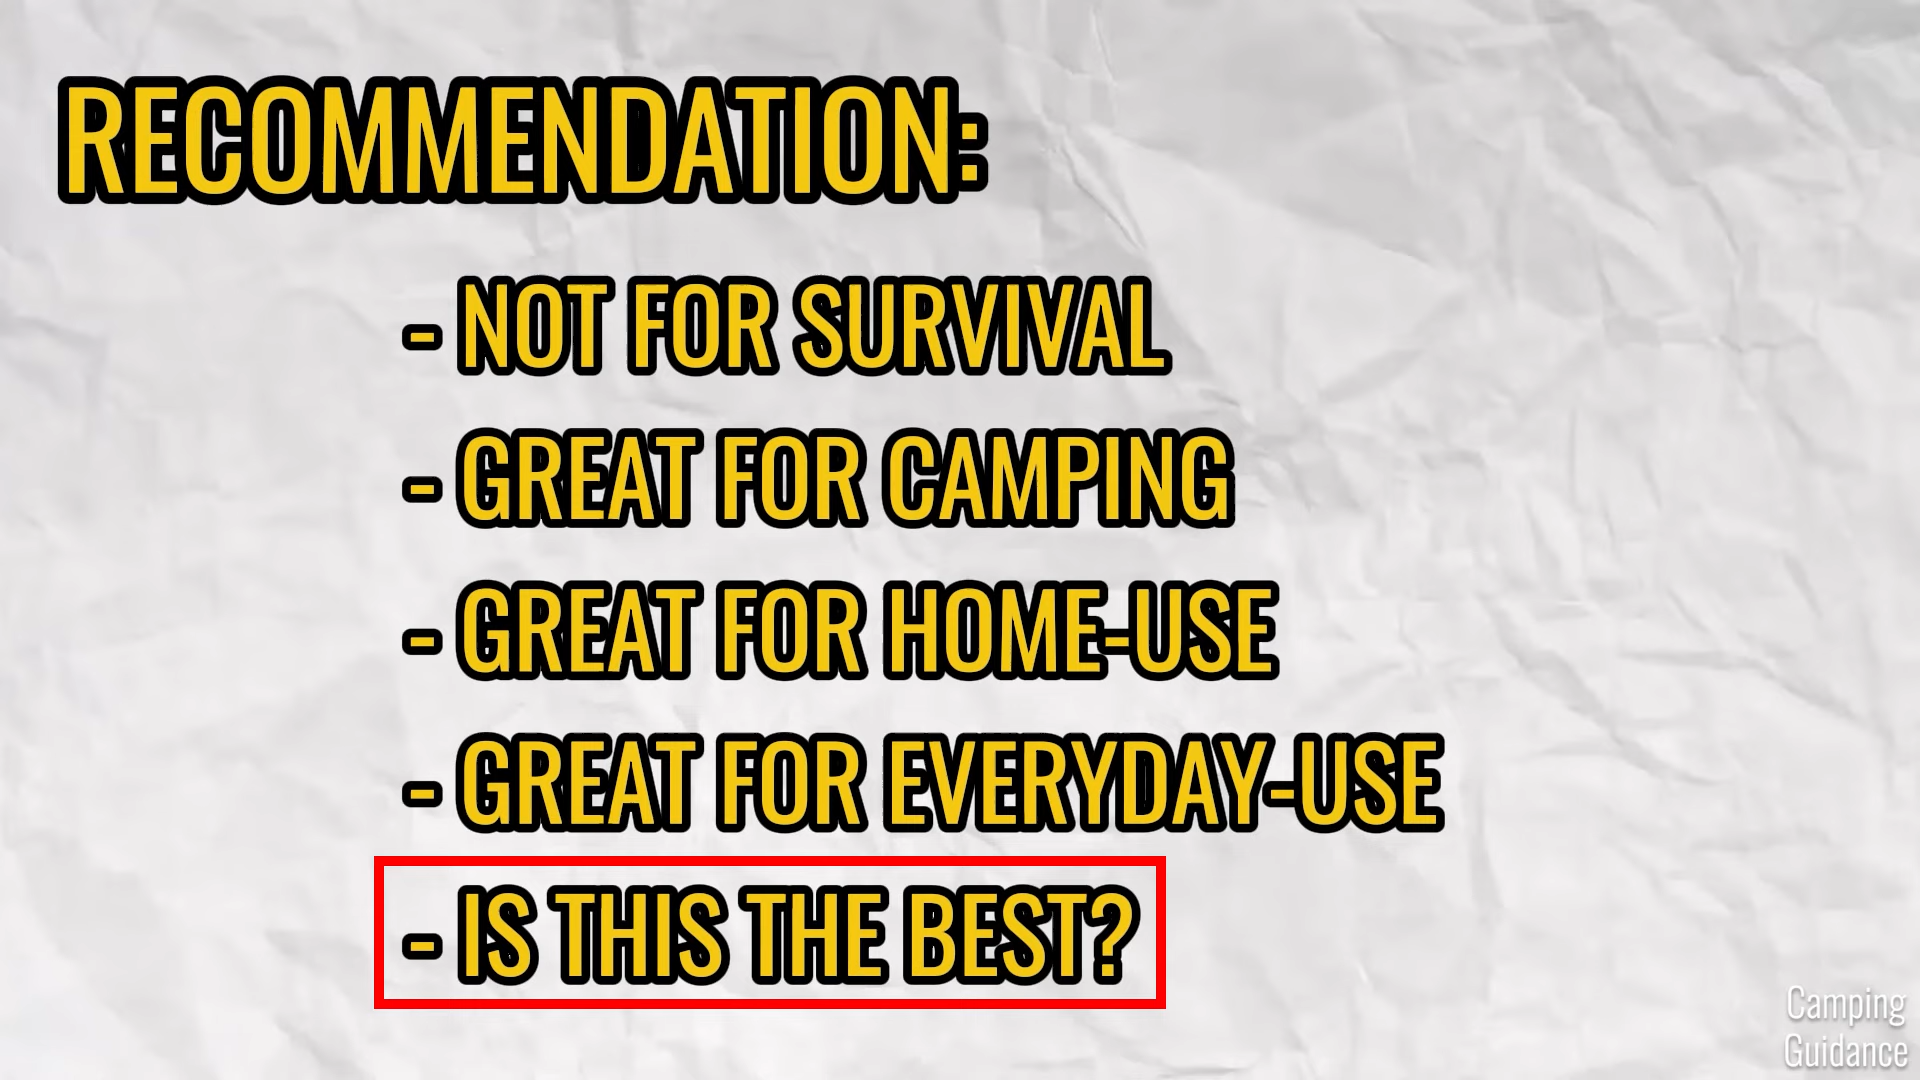 RECOMMENDATION:
- NOT FOR SURVIVAL
- GREAT FOR CAMPING
- GREAT FOR HOME-USE
- GREAT FOR EVERYDAY-USE
- IS THIS THE BEST?
Camping
Guidance